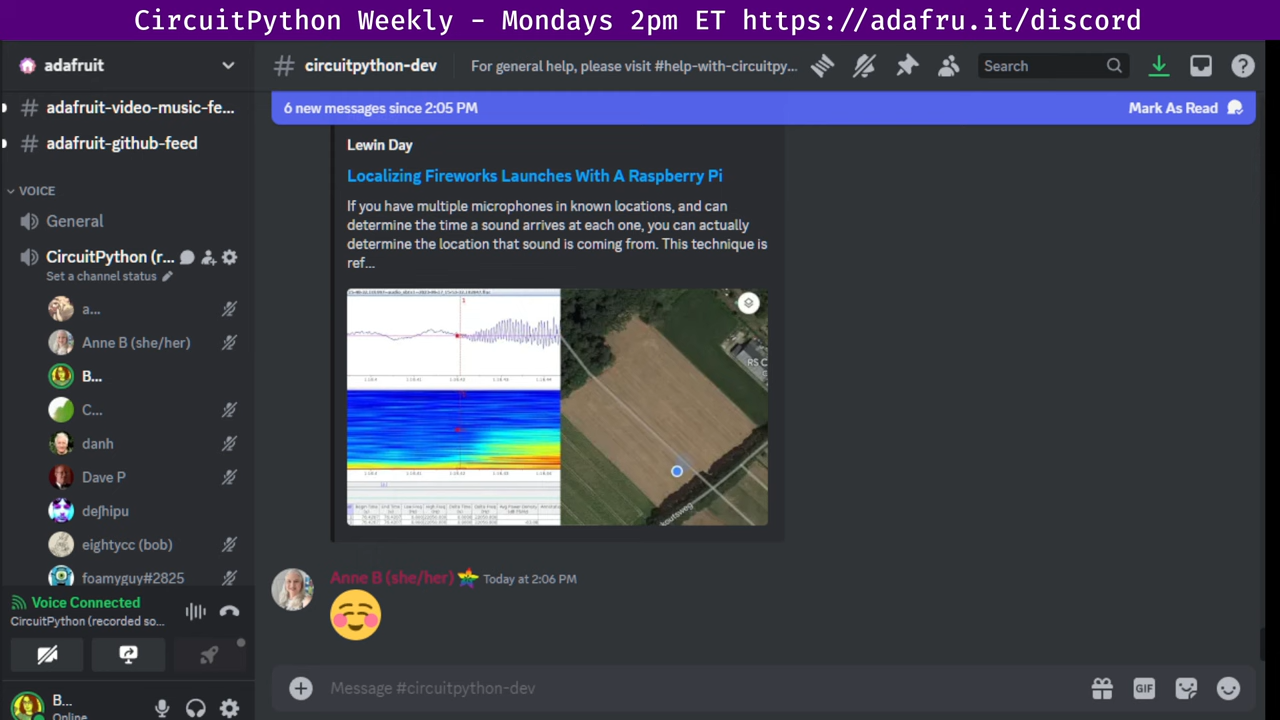 CircuitPython Weekly - Mondays 2pm ET https://adafru.it/discord
adafruit
# circuitpython-dev
For general help, please visit #help-with-circuitpy...
Search
adafruit-video-music-fe...
adafruit-github-feed
VOICE
General
CircuitPython (r...
Set a channel status
a...
Anne B (she/her)
B...
C...
danh
Dave P
deʃhipu
eightycc (bob)
foamyguy#2825
Voice Connected
CircuitPython (recorded so...
B...
Online
6 new messages since 2:05 PM
Mark As Read
Lewin Day
Localizing Fireworks Launches With A Raspberry Pi
If you have multiple microphones in known locations, and can
determine the time a sound arrives at each one, you can actually
determine the location that sound is coming from. This technique is
ref...
RS C
koutsweg
Anne B (she/her) Today at 2:06 PM
Message #circuitpython-dev
GIF